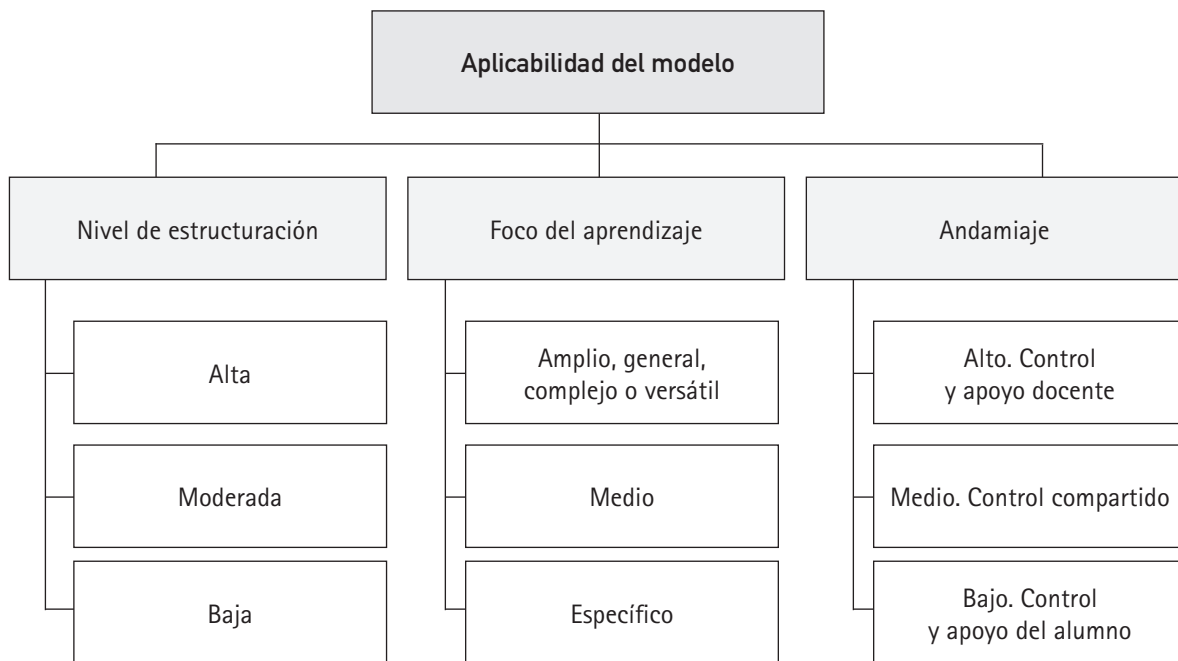 Aplicabilidad del modelo
Nivel de estructuración
Foco del aprendizaje
Andamiaje
Alta
Amplio, general,
complejo o versátil
Alto. Control
y apoyo docente
Moderada
Medio
Medio. Control compartido
Baja
Específico
Bajo. Control
y apoyo del alumno